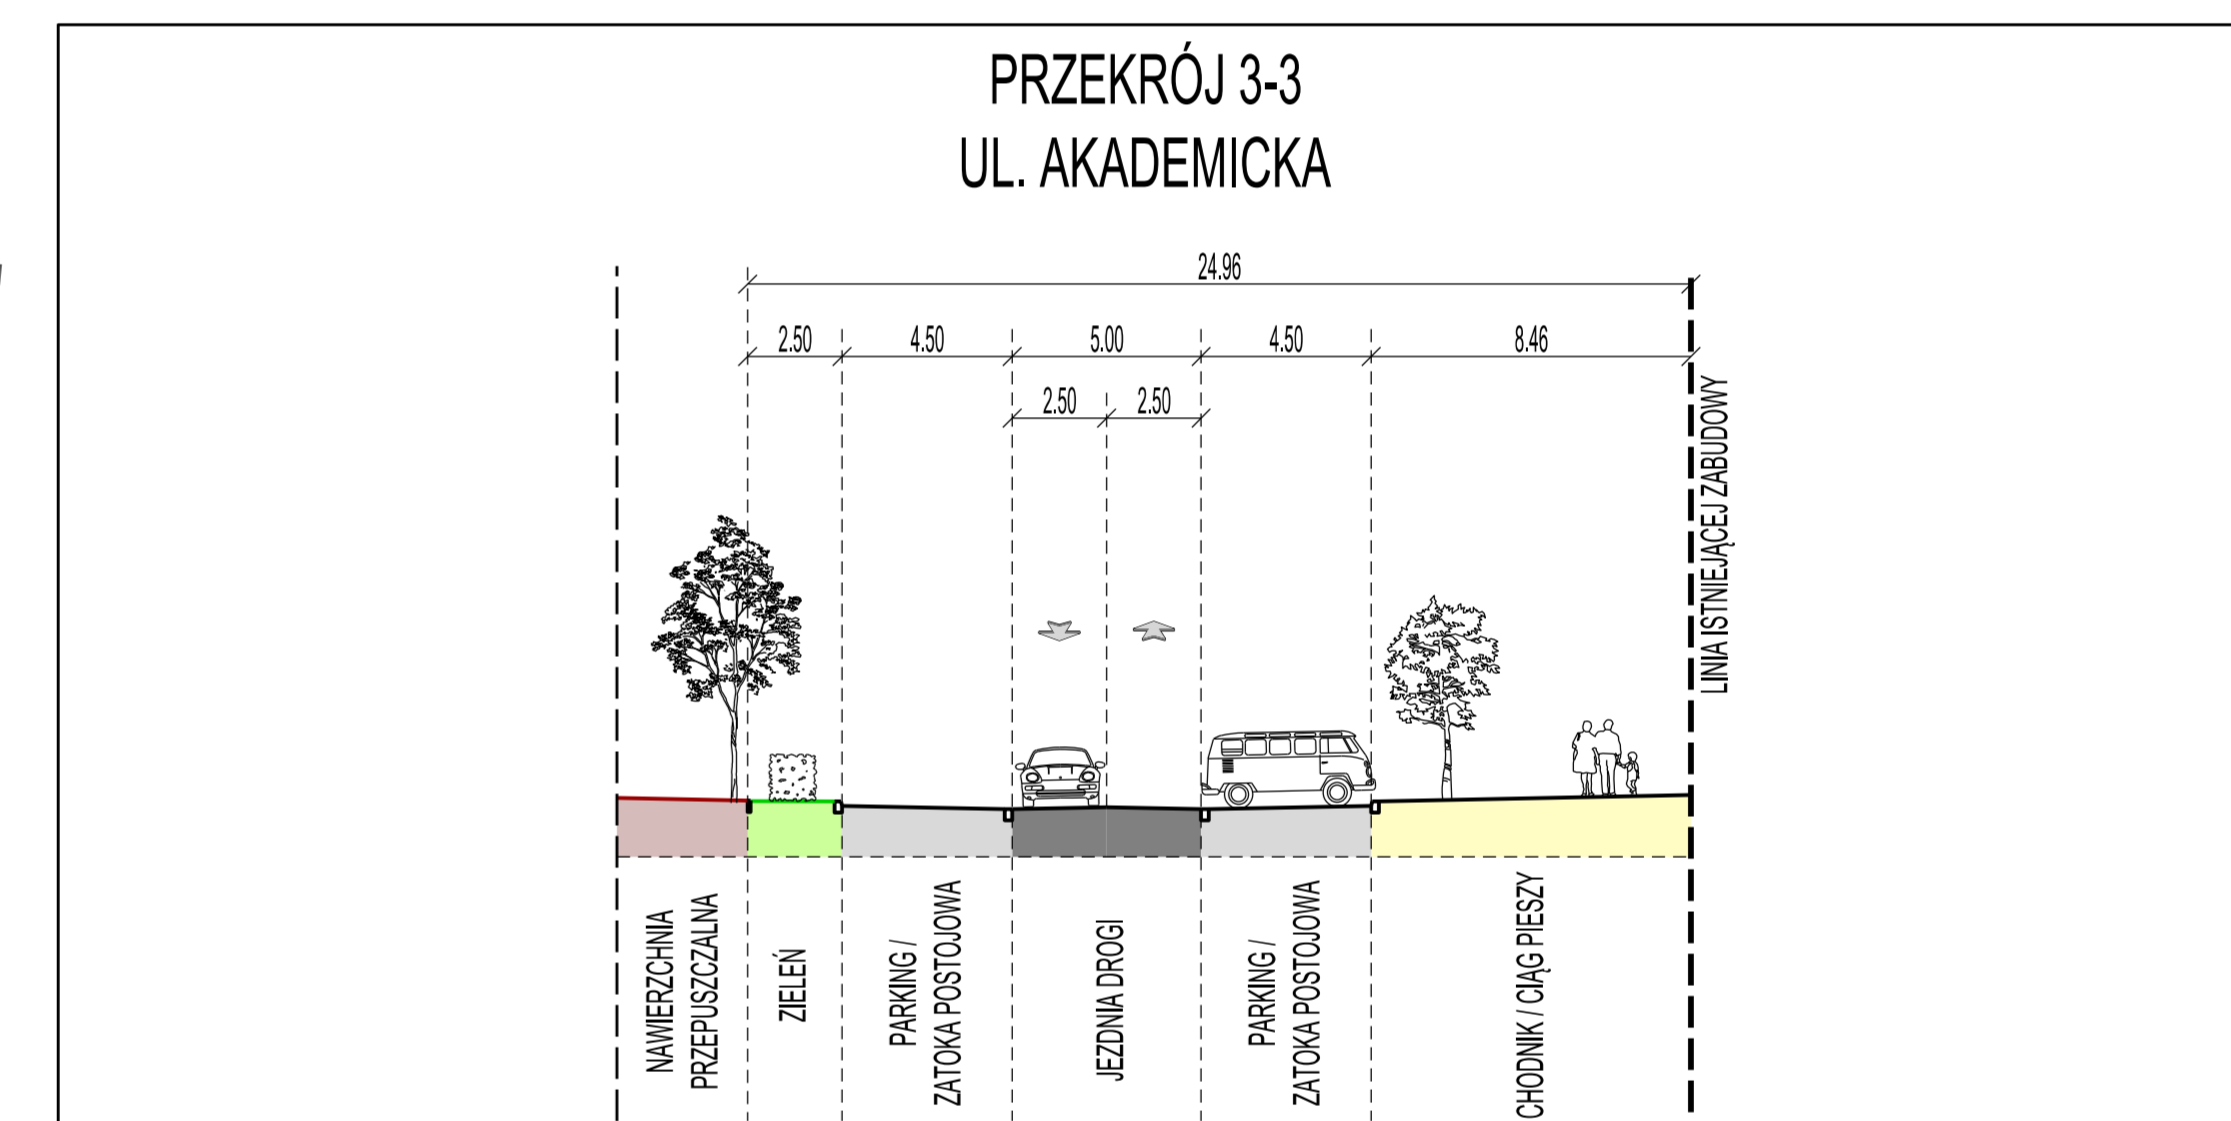 PRZEKRÓJ 3-3
UL. AKADEMICKA
24.96
2.50 4.50 5.00 4.50 8.46
2.50 2.50
LINIA ISTNIEJĄCEJ ZABUDOWY
NAWIERZCHNIA
PRZEPUSZCZALNA
ZIELEŃ
PARKING /
ZATOKA POSTOJOWA
JEZDNIA DROGI
PARKING /
ZATOKA POSTOJOWA
CHODNIK / CIĄG PIESZY